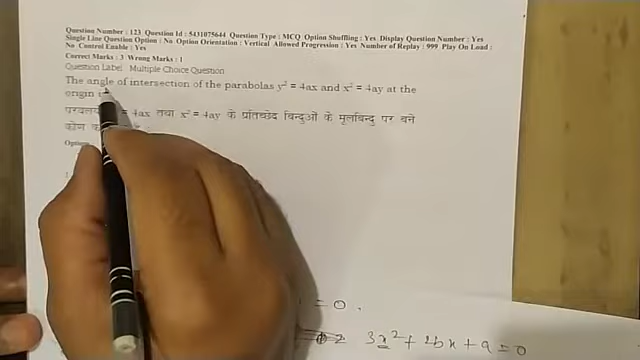 Question Number : 123 Question Id : 5431075644 Question Type : MCQ Option Shuffling : Yes Display Question Number : Yes
Single Line Question Option : No Option Orientation : Vertical Allowed Progression : Yes Number of Replay : 999 Play On Load :
No Control Enable : Yes
Correct Marks : 3 Wrong Marks : 1
Question Label : Multiple Choice Question
The angle of intersection of the parabolas y² = 4ax and x² = 4ay at the
origin
= 4ax तथा x² = 4ay के प्रतिच्छेद बिन्दुओं के मूलबिन्दु पर बने
कोण
= 0 .
3x² + 2bx + 9 = 0